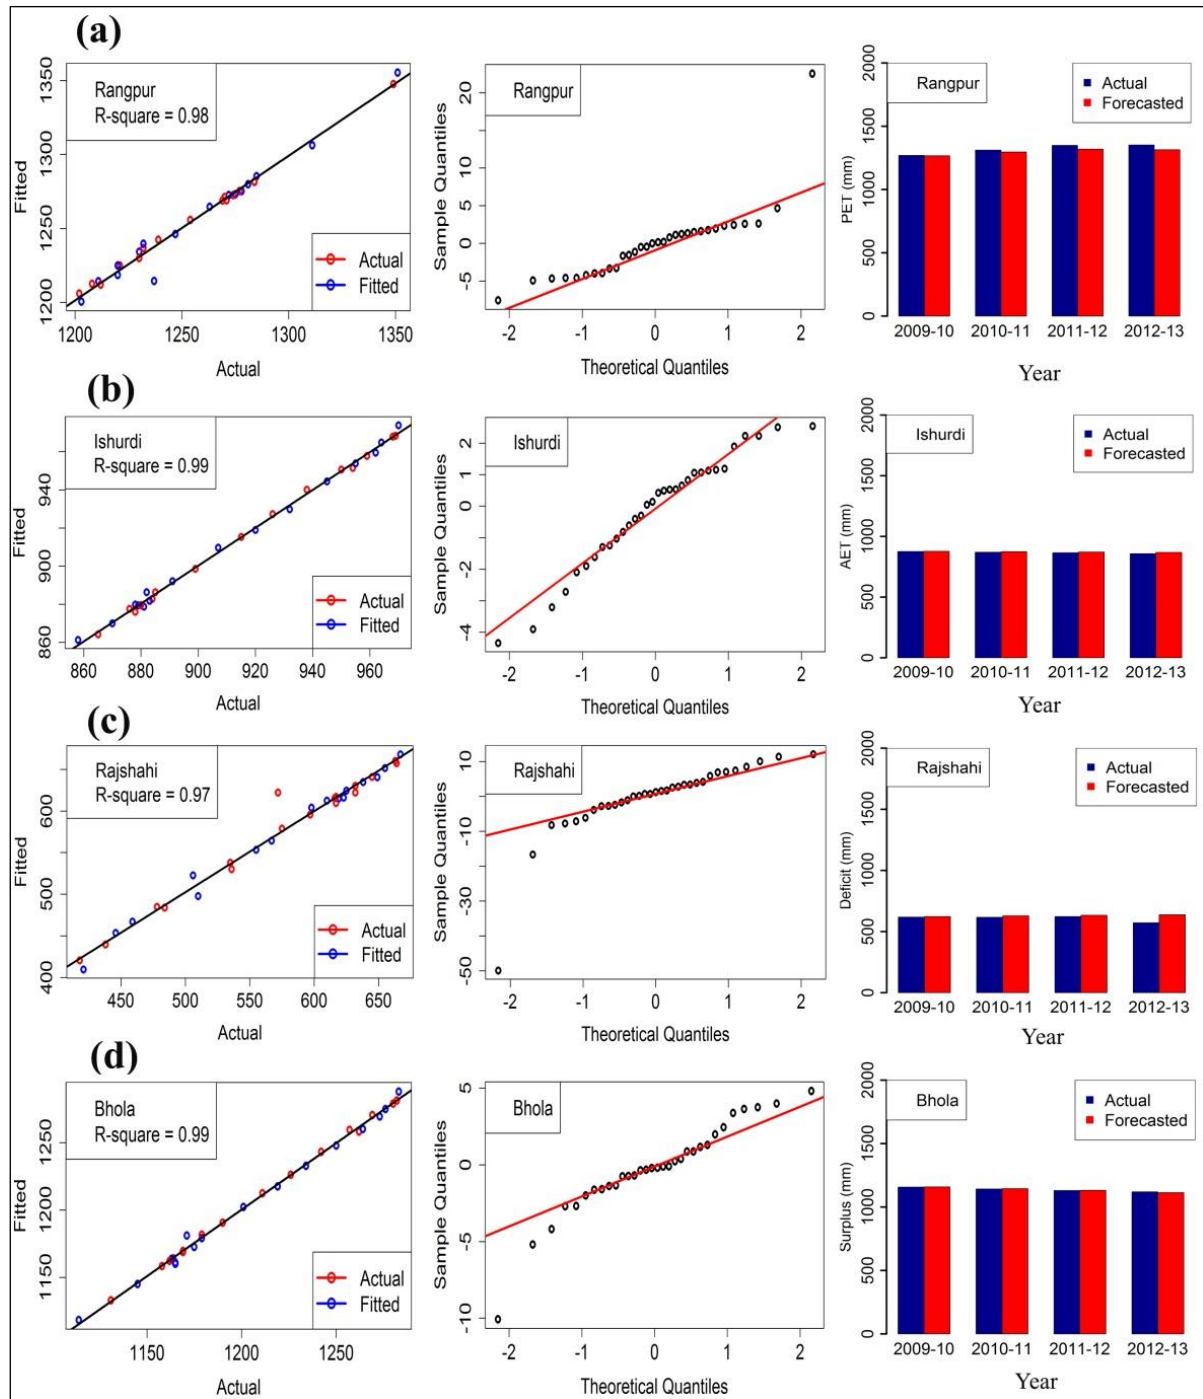 (a)
Rangpur
R-square = 0.98
Fitted
1200 1250 1300 1350
Actual
Fitted
1200 1250 1300 1350
Actual
Rangpur
Sample Quantiles
-5 0 5 10 15 20
-2 -1 0 1 2
Theoretical Quantiles
Rangpur
Actual
Forecasted
PET (mm)
0 500 1000 1500 2000
2009-10 2010-11 2011-12 2012-13
Year
(b)
Ishurdi
R-square = 0.99
Fitted
860 900 940
Actual
Fitted
860 880 900 920 940 960
Actual
Ishurdi
Sample Quantiles
-4 -2 0 2
-2 -1 0 1 2
Theoretical Quantiles
Ishurdi
Actual
Forecasted
AET (mm)
0 500 1000 1500 2000
2009-10 2010-11 2011-12 2012-13
Year
(c)
Rajshahi
R-square = 0.97
Fitted
400 500 600
Actual
Fitted
450 500 550 600 650
Actual
Rajshahi
Sample Quantiles
-50 -30 -10 10
-2 -1 0 1 2
Theoretical Quantiles
Rajshahi
Actual
Forecasted
Deficit (mm)
0 500 1000 1500 2000
2009-10 2010-11 2011-12 2012-13
Year
(d)
Bhola
R-square = 0.99
Fitted
1150 1200 1250
Actual
Fitted
1150 1200 1250
Actual
Bhola
Sample Quantiles
-10 -5 0 5
-2 -1 0 1 2
Theoretical Quantiles
Bhola
Actual
Forecasted
Surplus (mm)
0 500 1000 1500 2000
2009-10 2010-11 2011-12 2012-13
Year